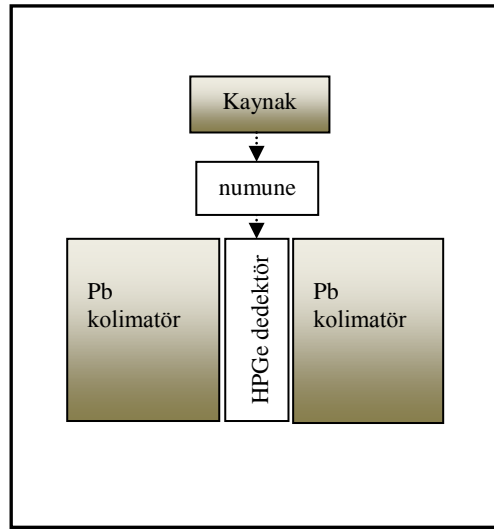 Kaynak
numune
Pb
kolimatör
HPGe dedektör
Pb
kolimatör